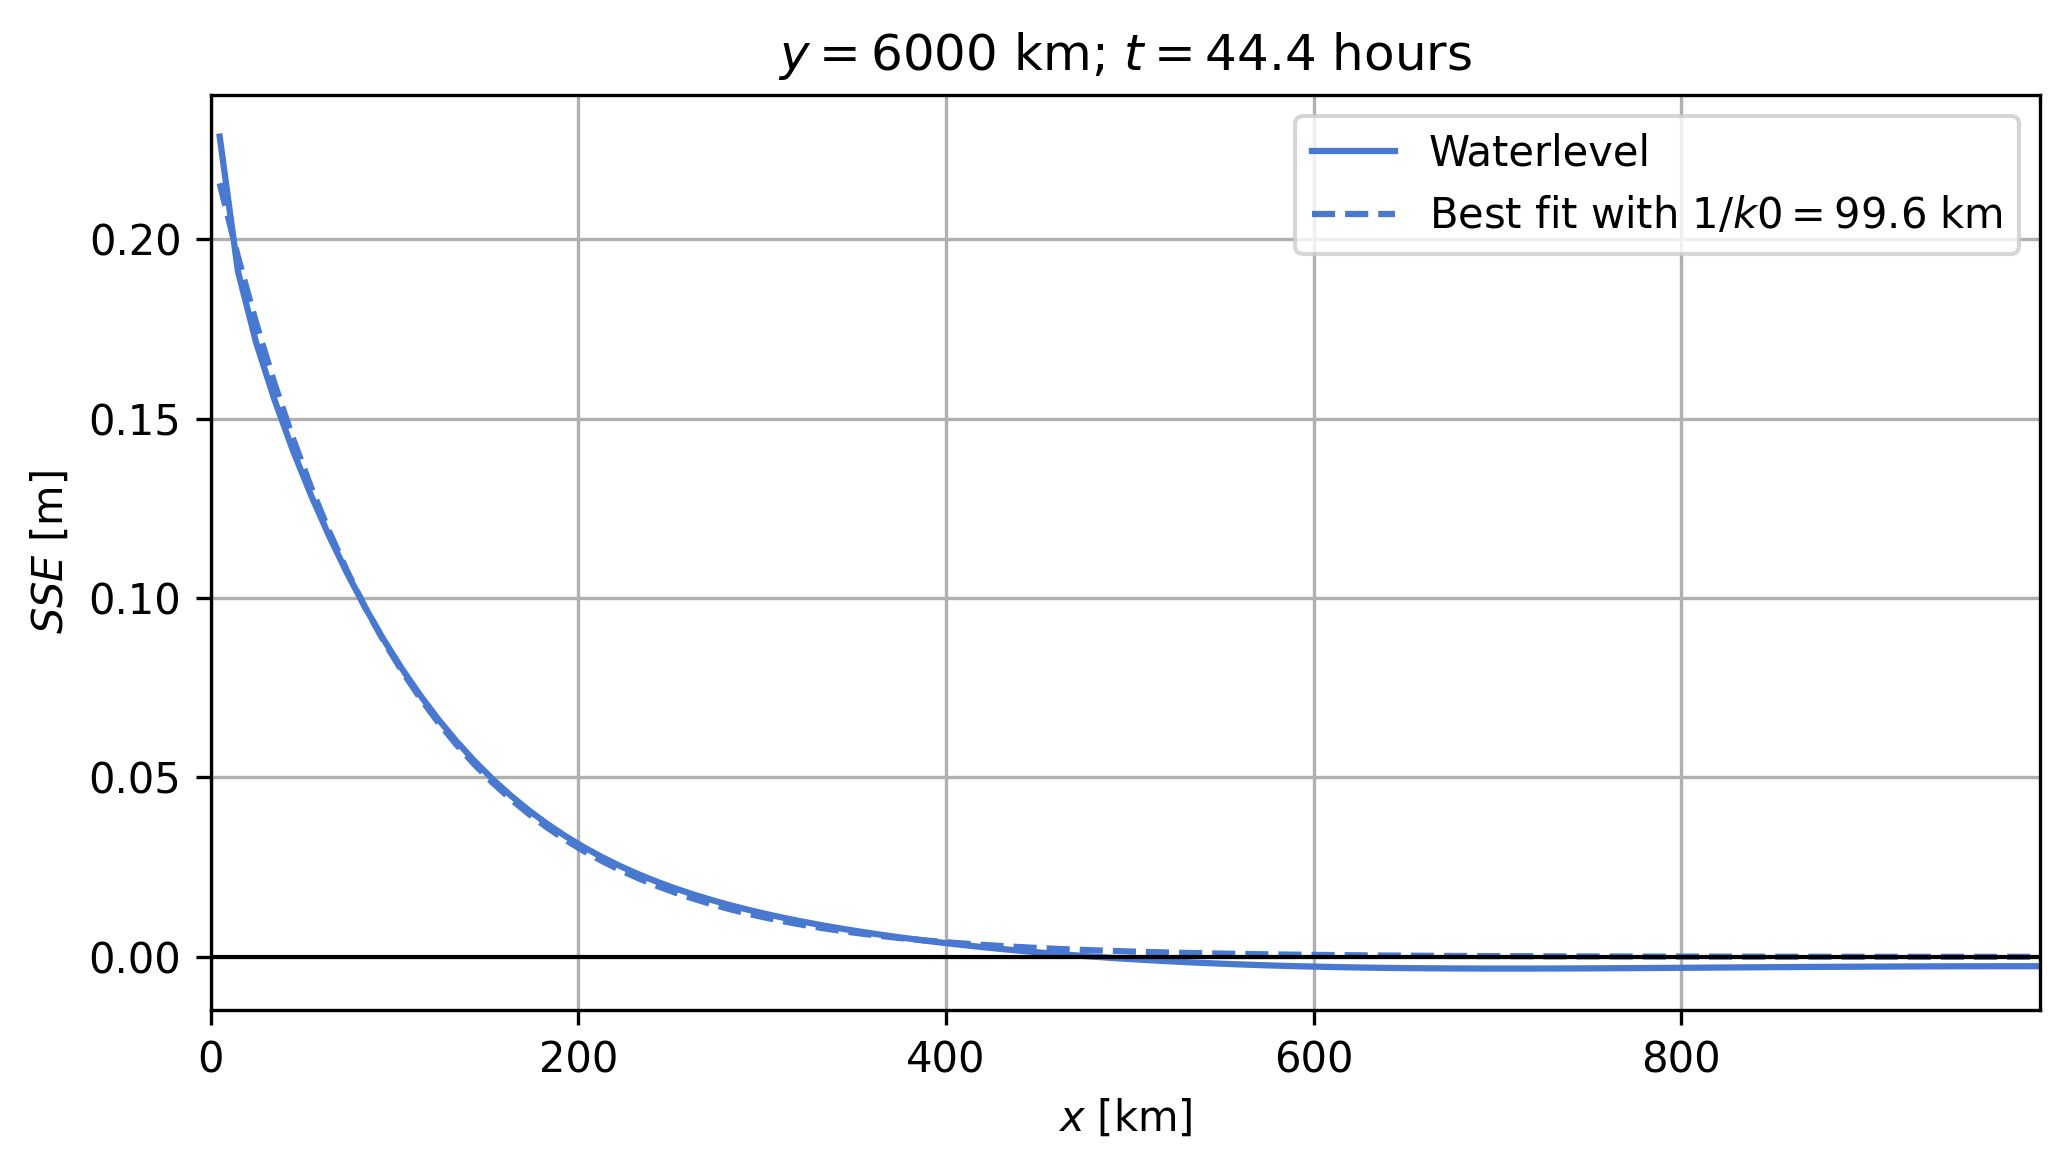 y = 6000 km; t = 44.4 hours
Waterlevel
Best fit with 1/k0 = 99.6 km
SSE [m]
0.20
0.15
0.10
0.05
0.00
0 200 400 600 800
x [km]